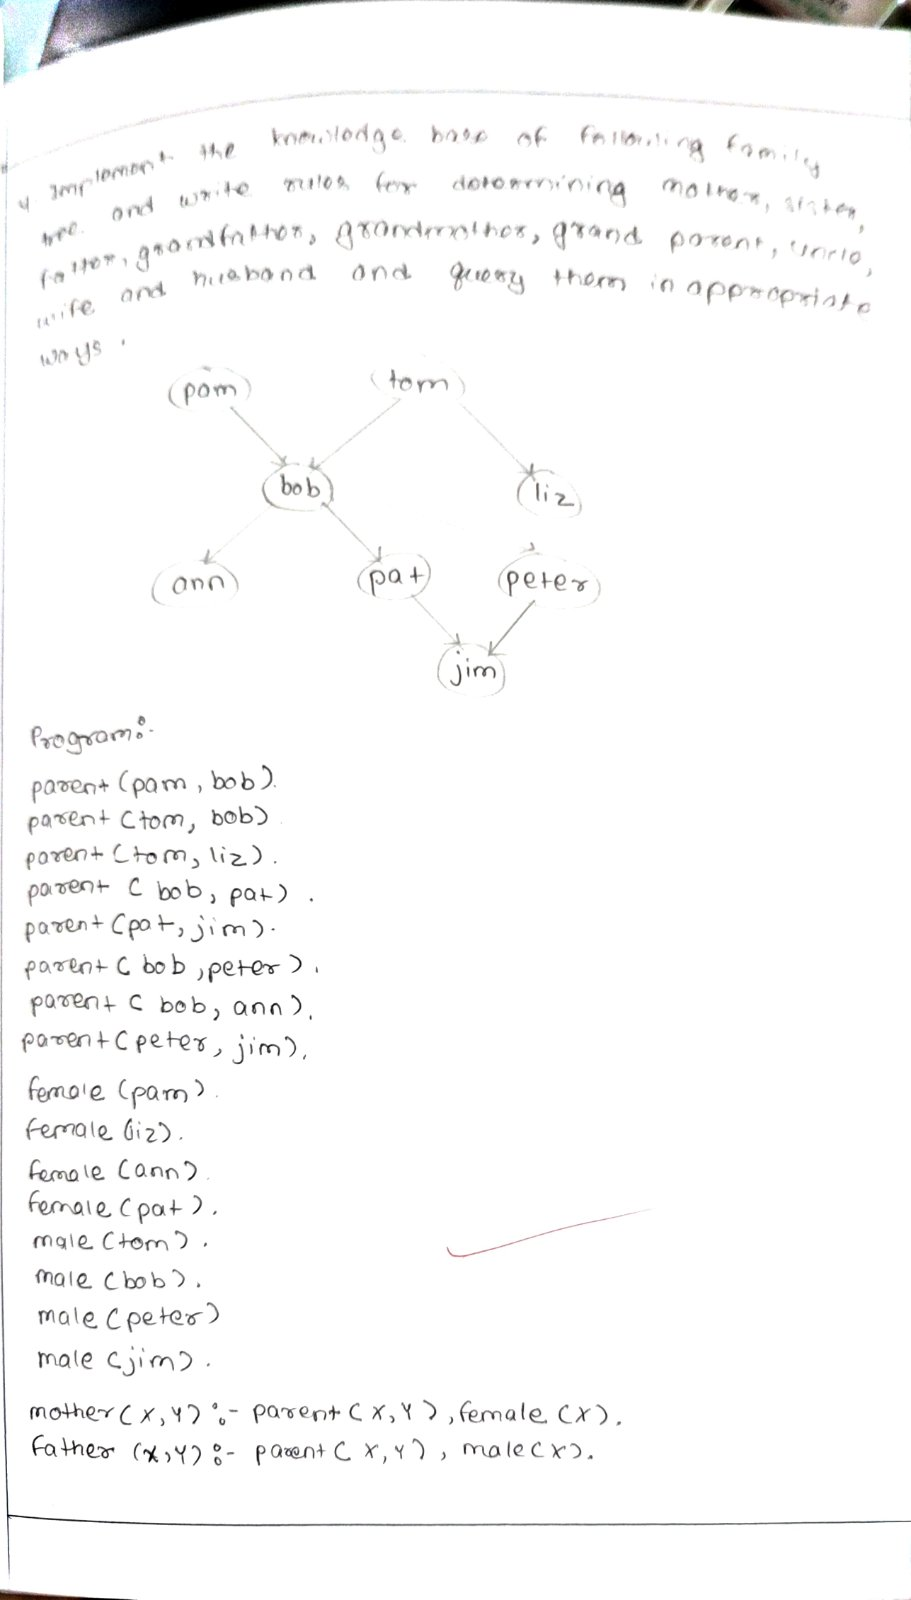 4 Implement the knowledge base of following family
tree. and write rules for determining mother, sister,
father, grandfather, grandmother, grand parent, uncle,
wife and husband and query them in appropriate
ways.
pam
tom
bob
liz
ann
pat
peter
jim
Program:-
parent (pam, bob).
parent (tom, bob)
parent (tom, liz).
parent ( bob, pat) .
parent (pat, jim).
parent ( bob, peter).
parent ( bob, ann).
parent (peter, jim).
female (pam).
female (liz).
female (ann).
female (pat).
male (tom).
male (bob).
male (peter)
male (jim).
mother (X,Y) :- parent ( X, Y ), female (X).
father (X,Y) :- parent ( X, Y ), male (X).